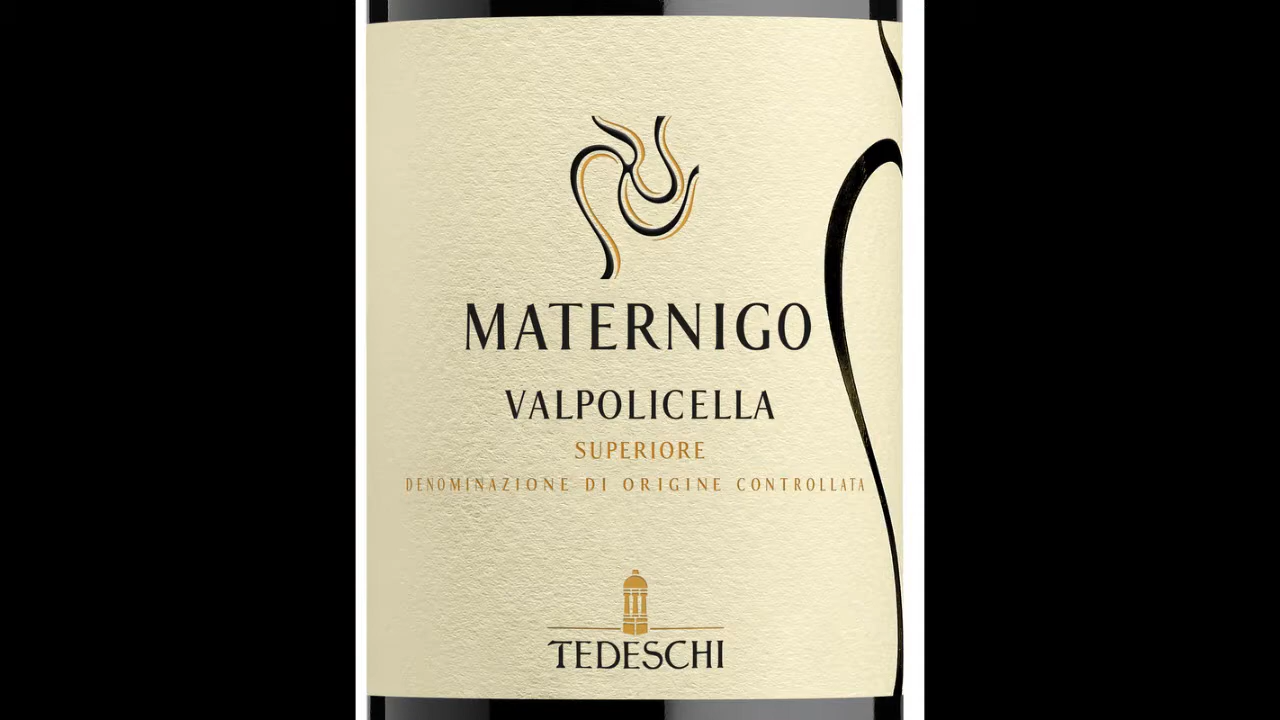 MATERNIGO
VALPOLICELLA
SUPERIORE
DENOMINAZIONE DI ORIGINE CONTROLLATA
TEDESCHI